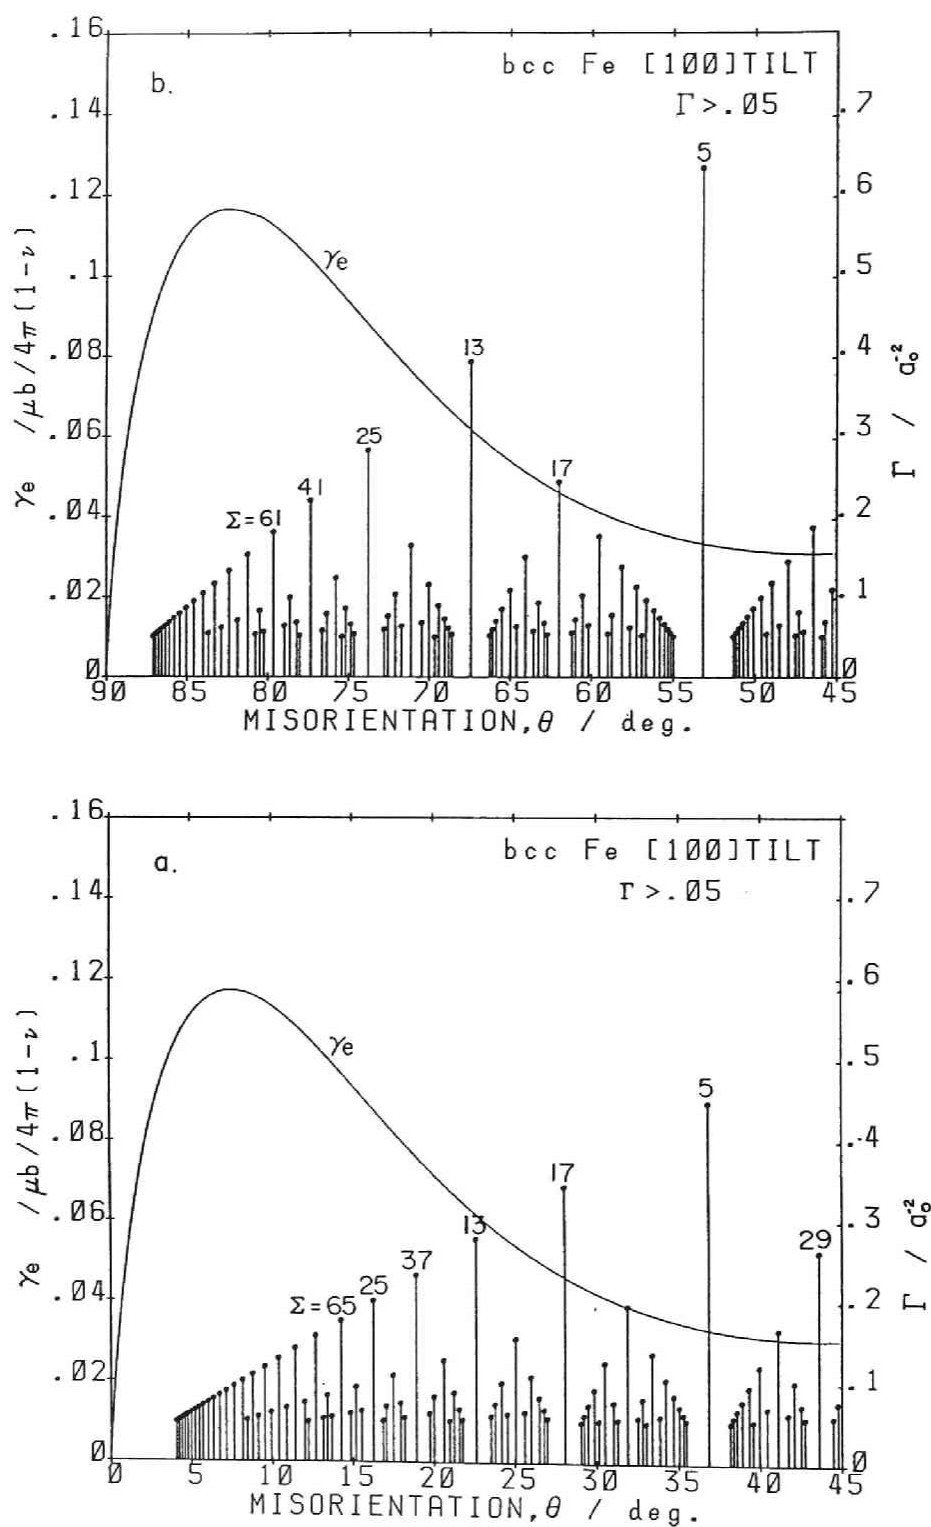 b.
bcc Fe [100]TILT
Γ>.05
.16
.14
.12
.1
.08
.06
.04
.02
0
γe /μb/4π(1-ν)
γe
Σ=61
41
25
13
17
5
.7
.6
.5
.4
.3
.2
.1
0
Γ / a₀⁻²
90 85 80 75 70 65 60 55 50 45
MISORIENTATION,θ / deg.
a.
bcc Fe [100]TILT
Γ>.05
.16
.14
.12
.1
.08
.06
.04
.02
0
γe /μb/4π(1-ν)
γe
Σ=65
25
37
13
17
5
29
.7
.6
.5
.4
.3
.2
.1
0
Γ / a₀⁻²
0 5 10 15 20 25 30 35 40 45
MISORIENTATION,θ / deg.